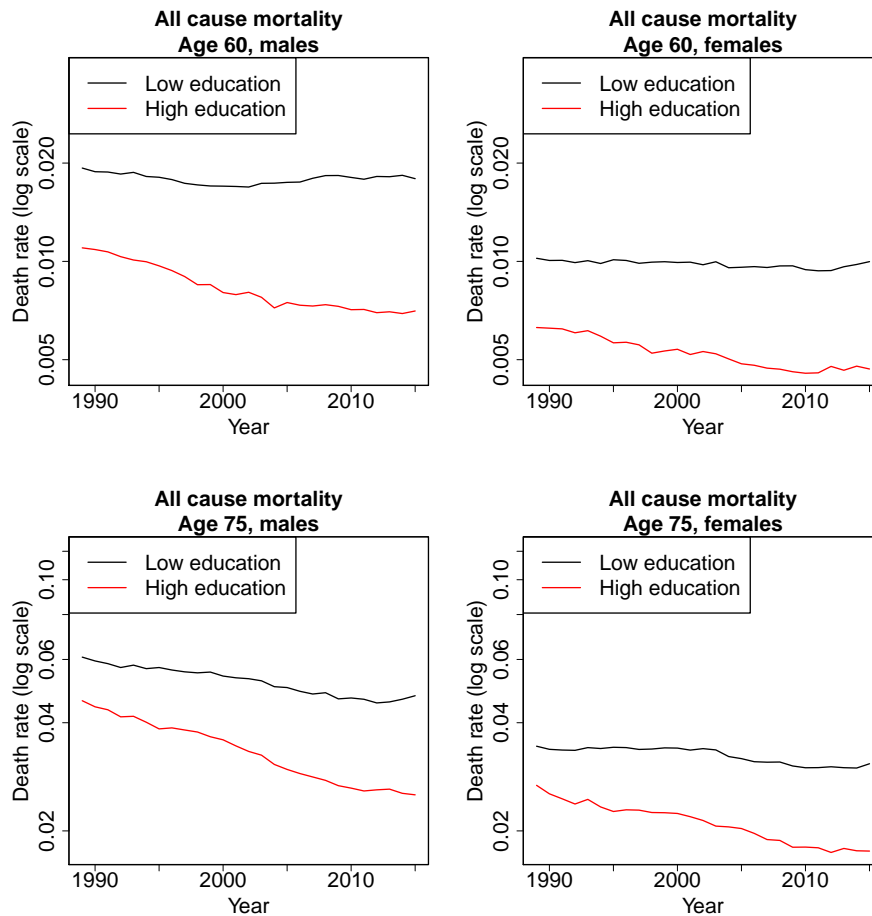 All cause mortality
Age 60, males
Low education
High education
Death rate (log scale)
0.020
0.010
0.005
1990 2000 2010
Year
All cause mortality
Age 60, females
Low education
High education
Death rate (log scale)
0.020
0.010
0.005
1990 2000 2010
Year
All cause mortality
Age 75, males
Low education
High education
Death rate (log scale)
0.10
0.06
0.04
0.02
1990 2000 2010
Year
All cause mortality
Age 75, females
Low education
High education
Death rate (log scale)
0.10
0.06
0.04
0.02
1990 2000 2010
Year